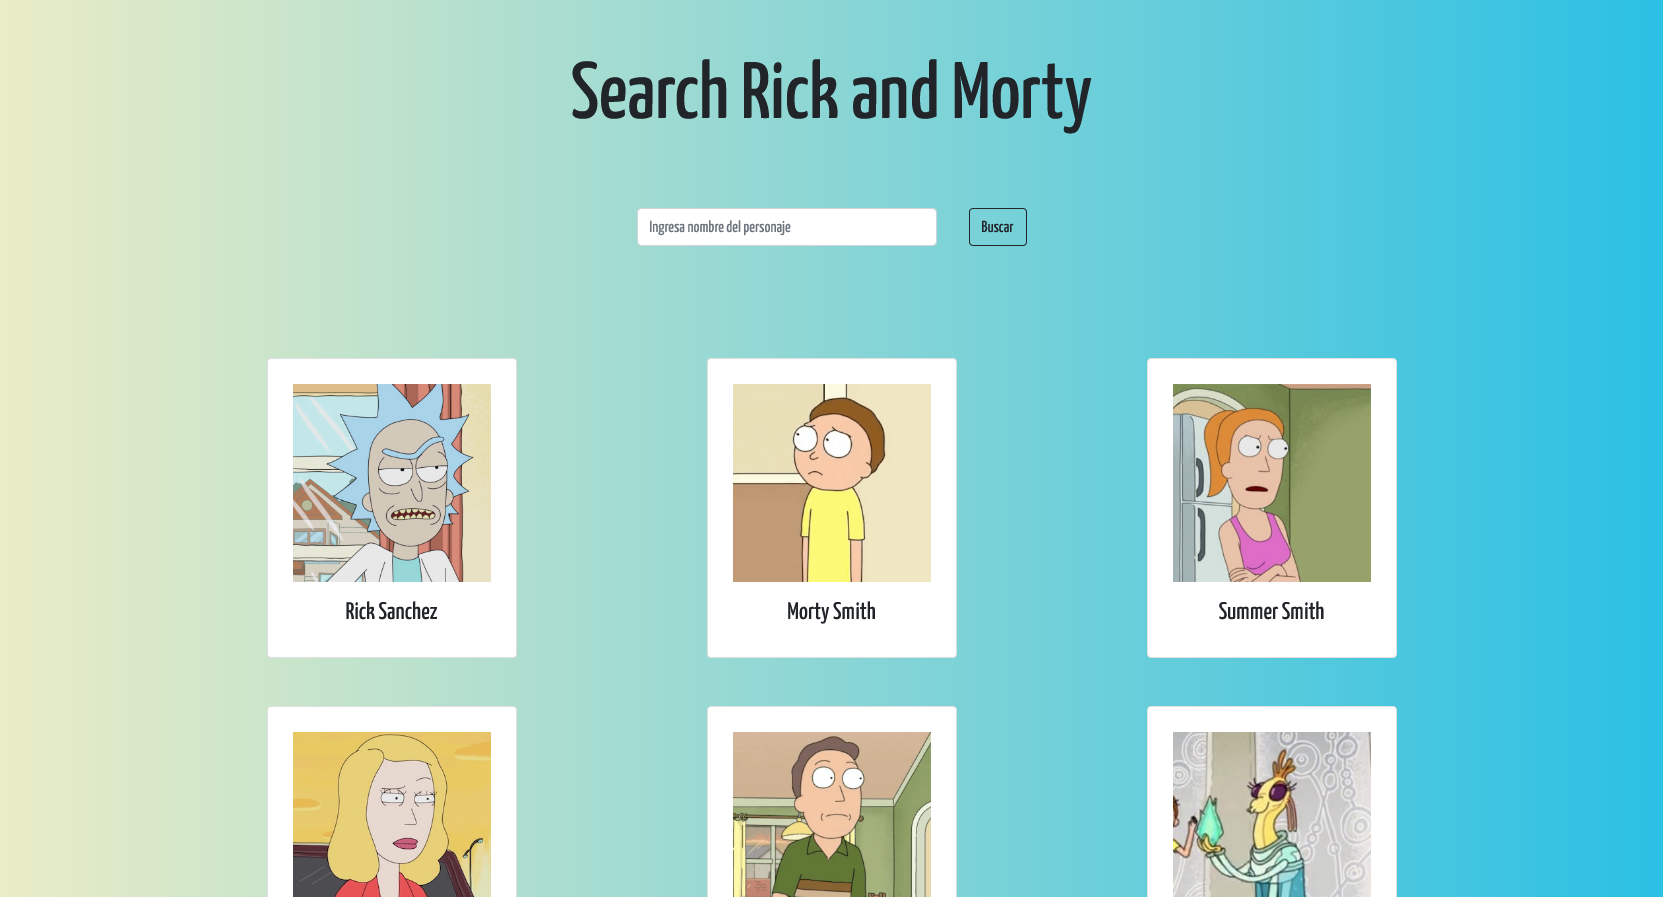 Search Rick and Morty
Ingresa nombre del personaje
Buscar
Rick Sanchez
Morty Smith
Summer Smith